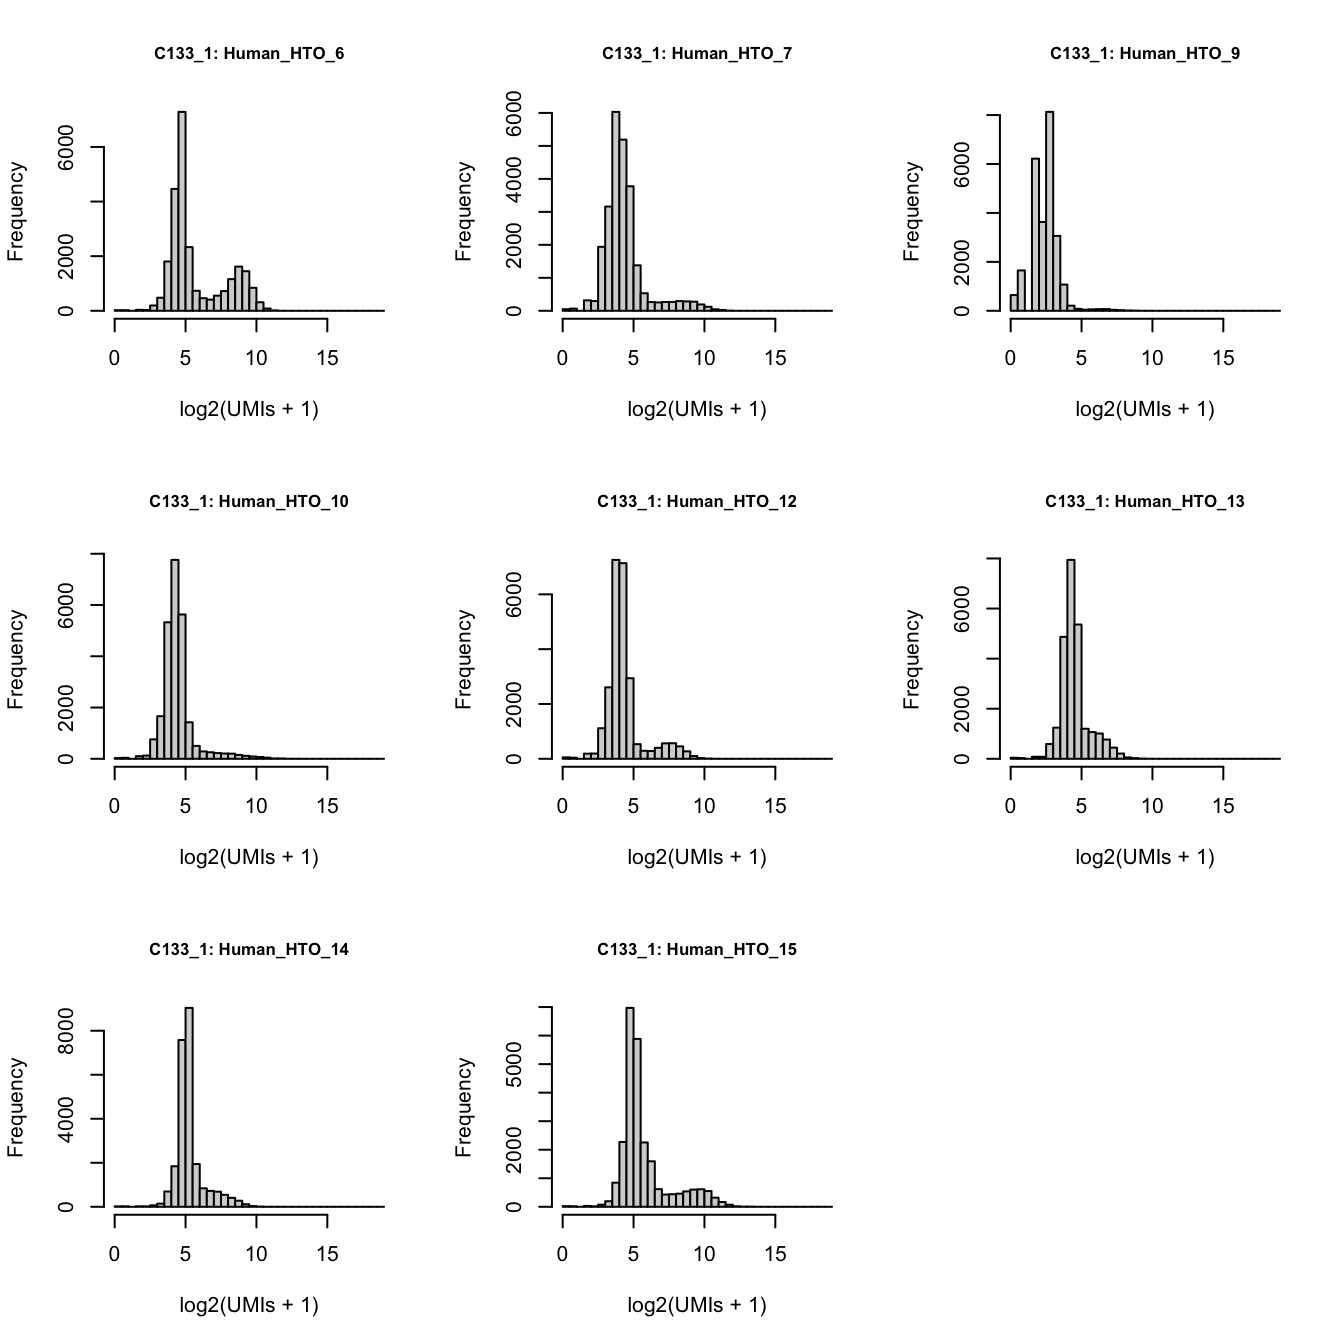 C133_1: Human_HTO_6
Frequency
0 2000 6000
0 5 10 15
log2(UMIs + 1)
C133_1: Human_HTO_7
Frequency
0 2000 4000 6000
0 5 10 15
log2(UMIs + 1)
C133_1: Human_HTO_9
Frequency
0 2000 6000
0 5 10 15
log2(UMIs + 1)
C133_1: Human_HTO_10
Frequency
0 2000 6000
0 5 10 15
log2(UMIs + 1)
C133_1: Human_HTO_12
Frequency
0 2000 6000
0 5 10 15
log2(UMIs + 1)
C133_1: Human_HTO_13
Frequency
0 2000 6000
0 5 10 15
log2(UMIs + 1)
C133_1: Human_HTO_14
Frequency
0 4000 8000
0 5 10 15
log2(UMIs + 1)
C133_1: Human_HTO_15
Frequency
0 2000 5000
0 5 10 15
log2(UMIs + 1)